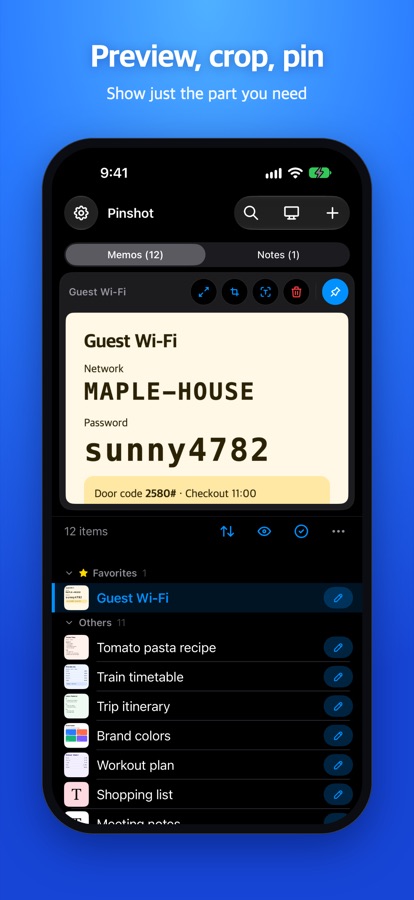 Preview, crop, pin
Show just the part you need
9:41
Pinshot
Memos (12)
Notes (1)
Guest Wi-Fi
Guest Wi-Fi
Network
MAPLE-HOUSE
Password
sunny4782
Door code 2580# · Checkout 11:00
12 items
Favorites 1
Guest Wi-Fi
Others 11
Tomato pasta recipe
Train timetable
Trip itinerary
Brand colors
Workout plan
T Shopping list
Meeting notes